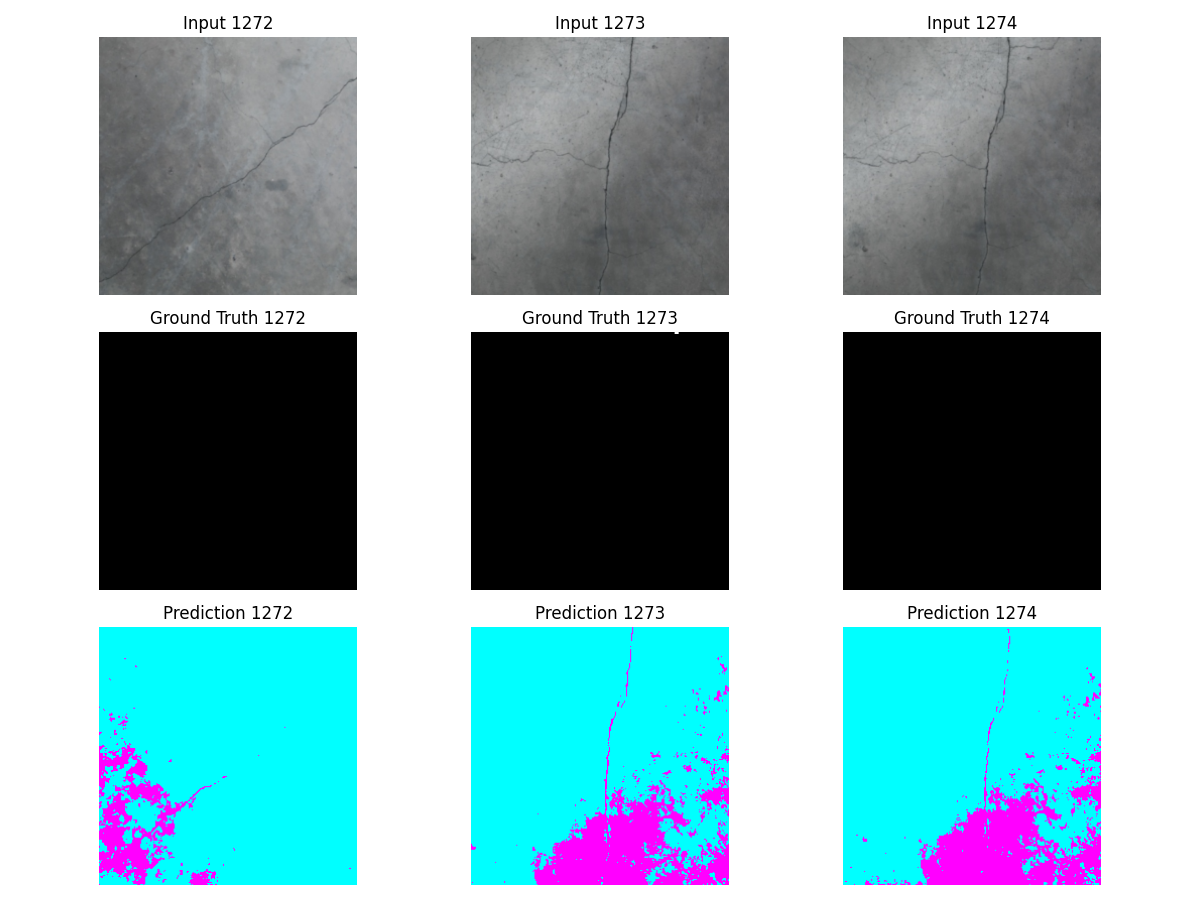 Input 1272
Input 1273
Input 1274
Ground Truth 1272
Ground Truth 1273
Ground Truth 1274
Prediction 1272
Prediction 1273
Prediction 1274